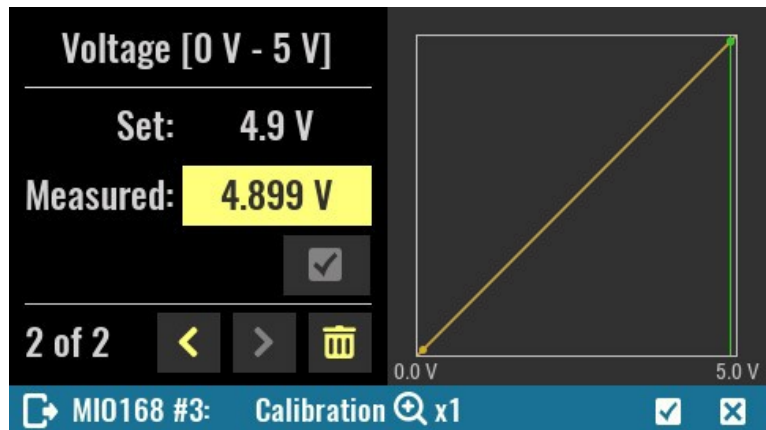 Voltage [0 V - 5 V]
Set: 4.9 V
Measured: 4.899 V
2 of 2
0.0 V 5.0 V
MIO168 #3: Calibration x1